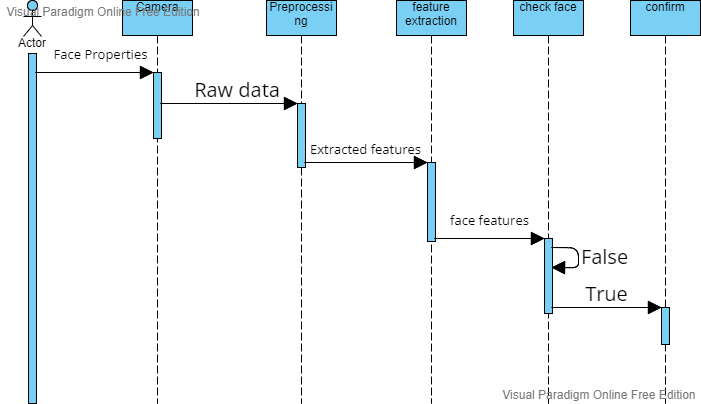 Visual Paradigm Online Free Edition
Camera
Preprocessi
ng
feature
extraction
check face
confirm
Actor
Face Properties
Raw data
Extracted features
face features
False
True
Visual Paradigm Online Free Edition